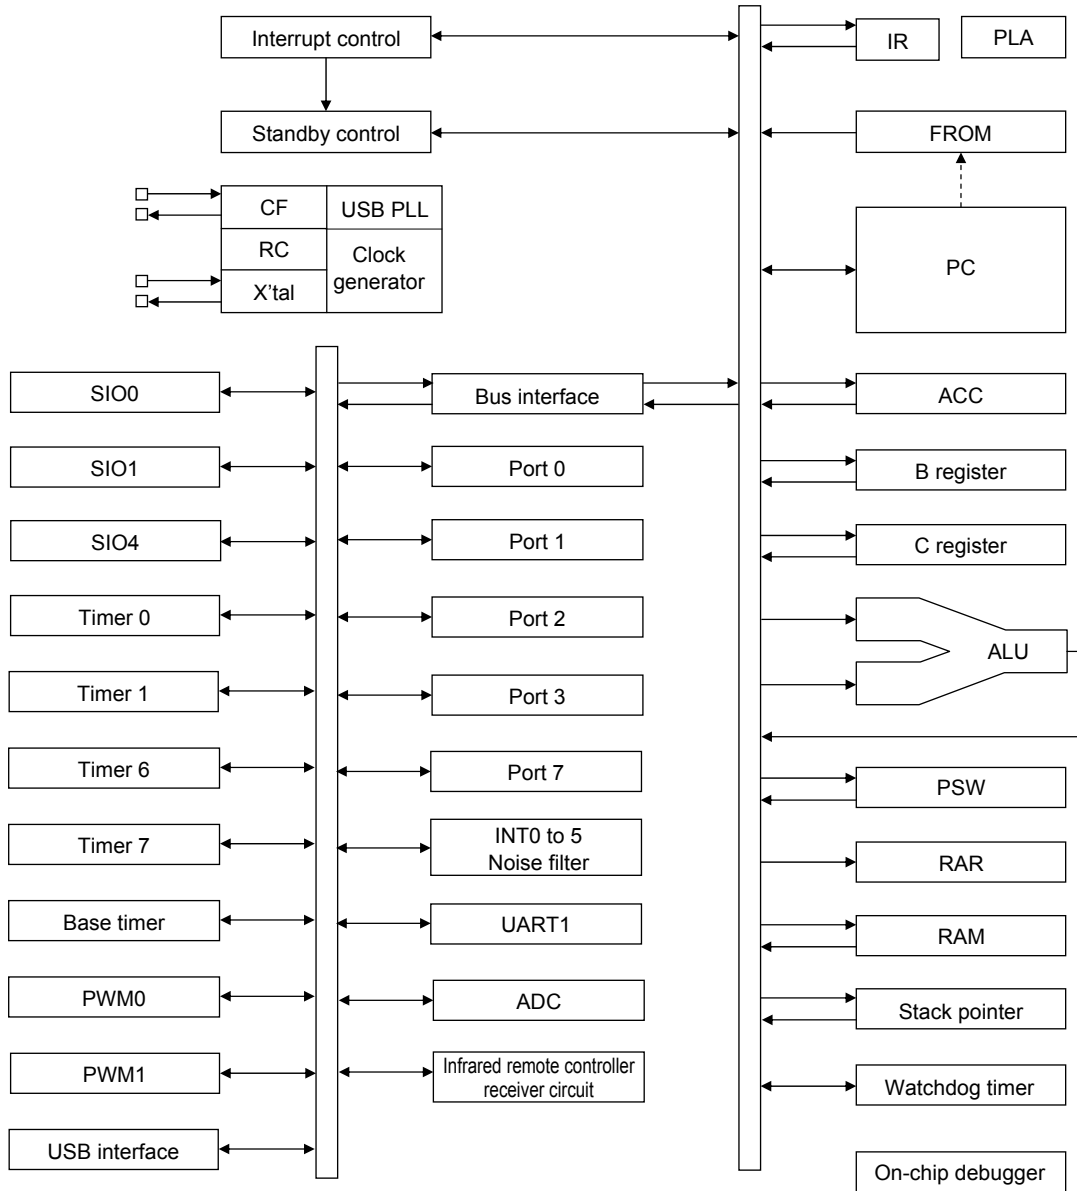 Interrupt control
IR
PLA
Standby control
FROM
CF
USB PLL
RC
Clock
generator
X'tal
PC
SIO0
Bus interface
ACC
SIO1
Port 0
B register
SIO4
Port 1
C register
Timer 0
Port 2
ALU
Timer 1
Port 3
Timer 6
Port 7
PSW
Timer 7
INT0 to 5
Noise filter
RAR
Base timer
UART1
RAM
PWM0
ADC
Stack pointer
PWM1
Infrared remote controller
receiver circuit
Watchdog timer
USB interface
On-chip debugger